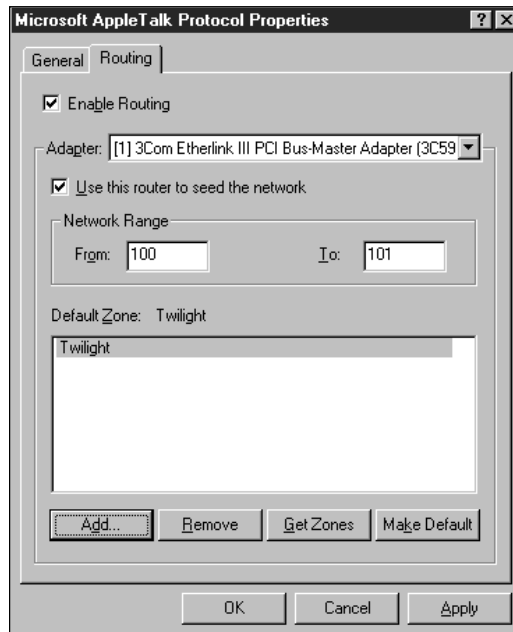 Microsoft AppleTalk Protocol Properties
General Routing
Enable Routing
Adapter: [1] 3Com Etherlink III PCI Bus-Master Adapter (3C59
Use this router to seed the network
Network Range
From: 100 To: 101
Default Zone: Twilight
Twilight
Add... Remove Get Zones Make Default
OK Cancel Apply